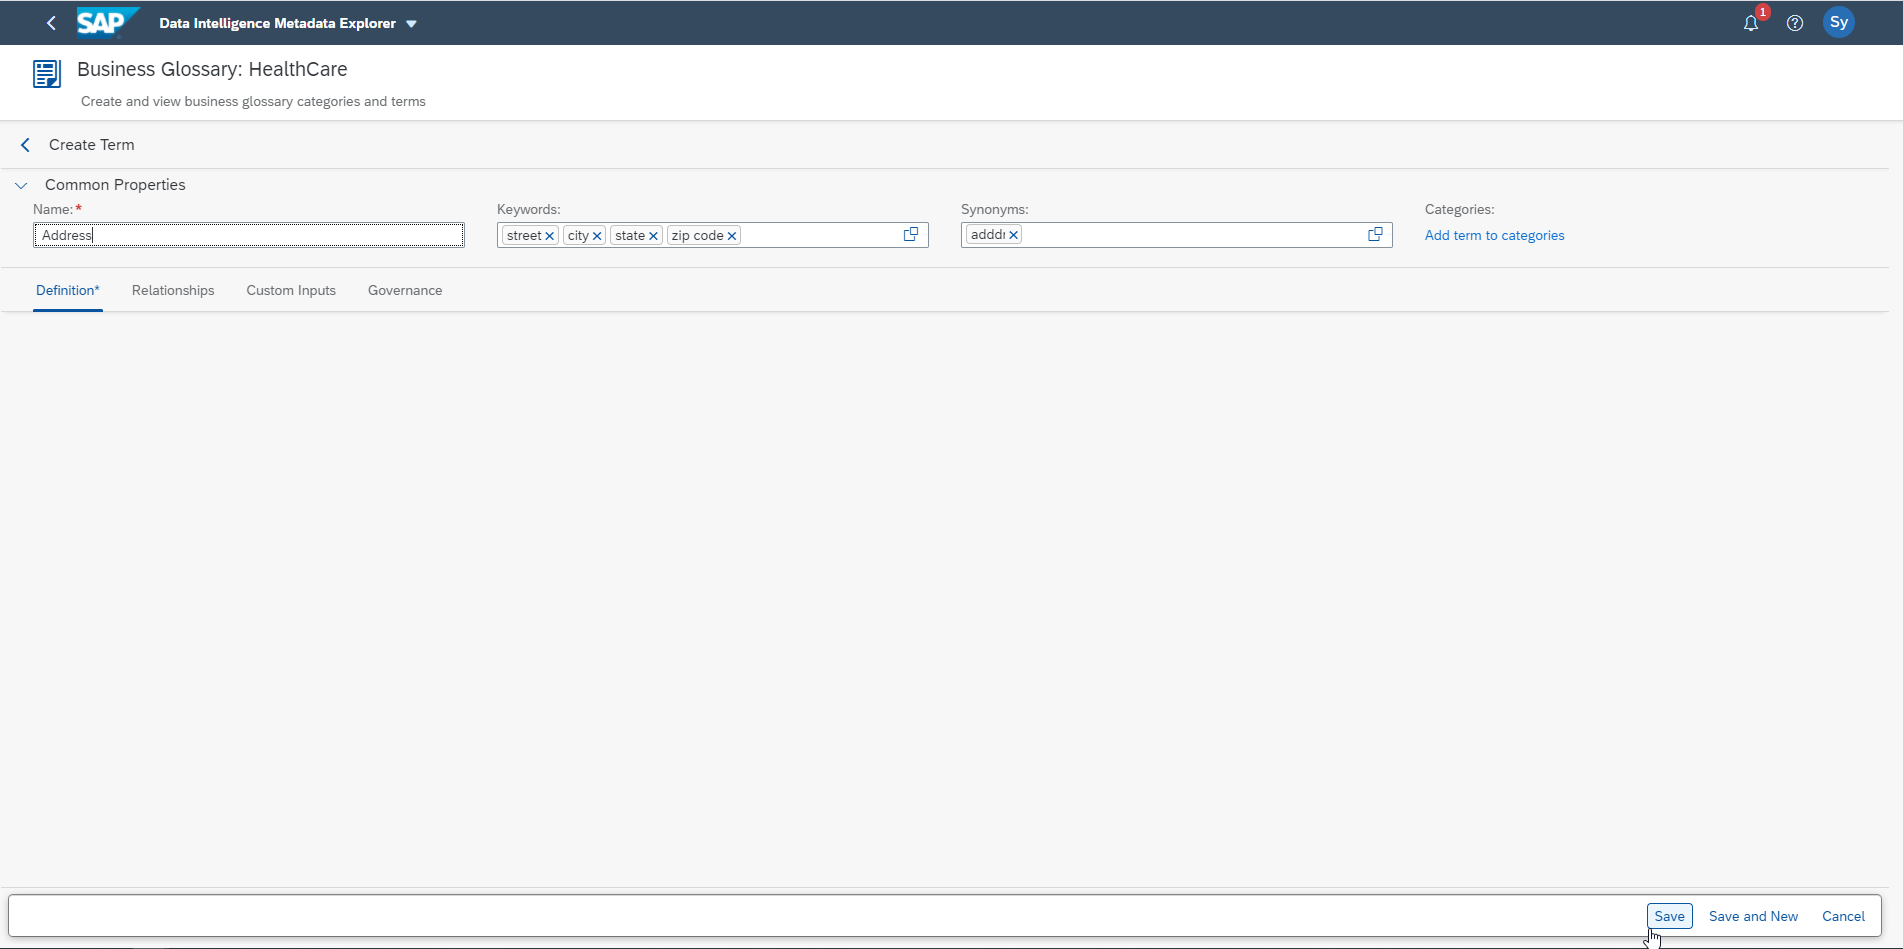 SAP Data Intelligence Metadata Explorer 1 Sy
Business Glossary: HealthCare
Create and view business glossary categories and terms
Create Term
Common Properties
Name:* Keywords: Synonyms: Categories:
Address street city state zip code adddr Add term to categories
Definition* Relationships Custom Inputs Governance
Save Save and New Cancel